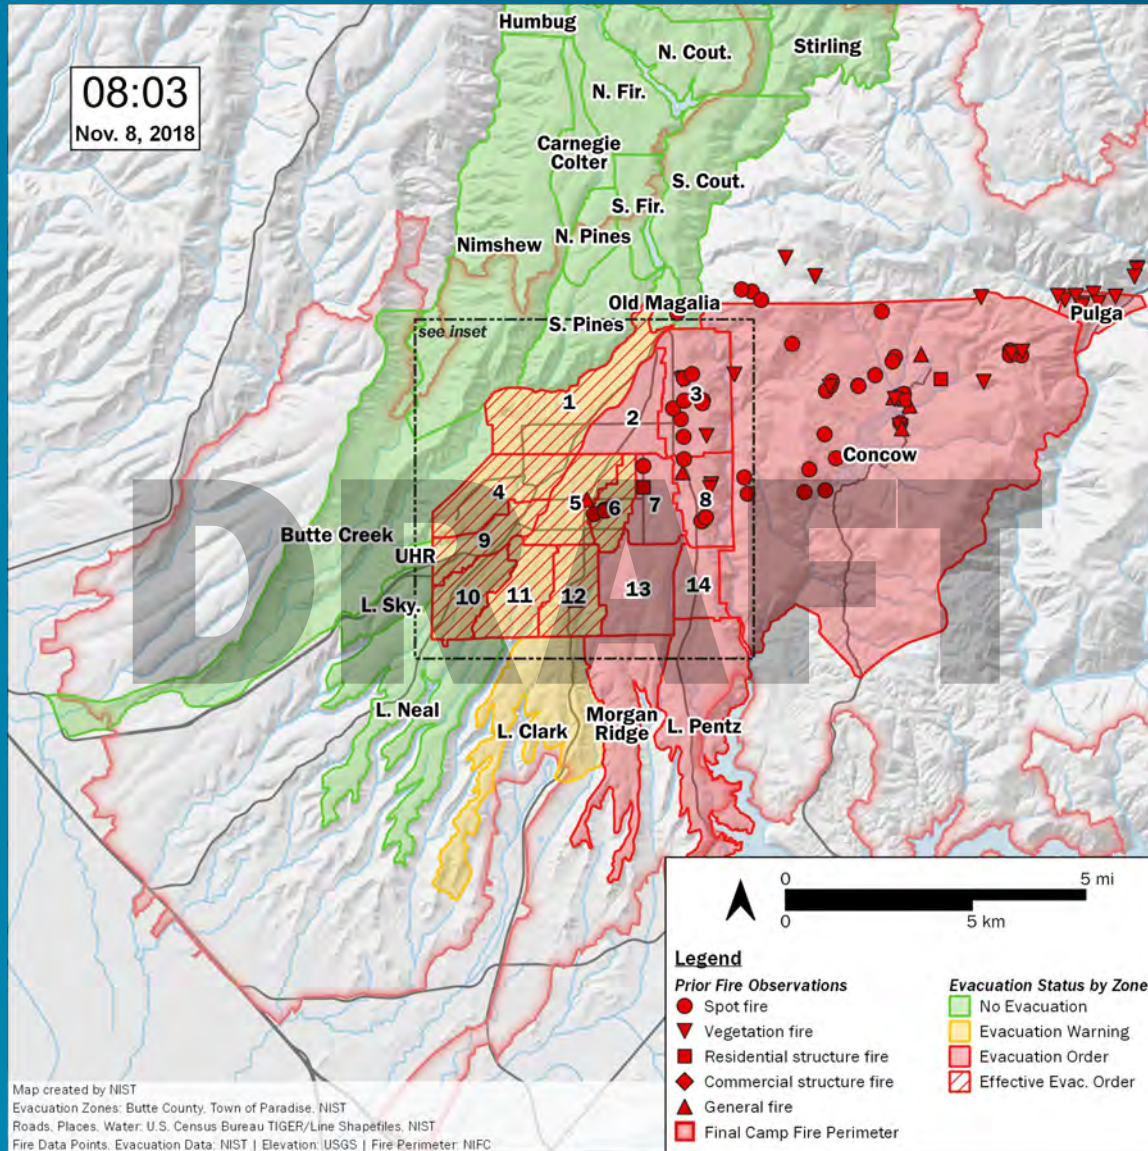 Humbug
N. Cout.
Stirling
08:03
Nov. 8, 2018
N. Fir.
Carnegie
Colter
S. Cout.
S. Fir.
N. Pines
Nimshew
Old Magalia
Pulga
see inset
S. Pines
1
2
3
Concow
4
5
6
7
8
Butte Creek
9
UHR
DRAFT
10
11
12
13
14
L. Sky.
L. Neal
L. Clark
Morgan
Ridge
L. Pentz
0
5 mi
0
5 km
Legend
Prior Fire Observations
Spot fire
Vegetation fire
Residential structure fire
Commercial structure fire
General fire
Final Camp Fire Perimeter
Evacuation Status by Zone
No Evacuation
Evacuation Warning
Evacuation Order
Effective Evac. Order
Map created by NIST
Evacuation Zones: Butte County, Town of Paradise, NIST
Roads, Places, Water: U.S. Census Bureau TIGER/Line Shapefiles, NIST
Fire Data Points, Evacuation Data: NIST | Elevation: USGS | Fire Perimeter: NIFC